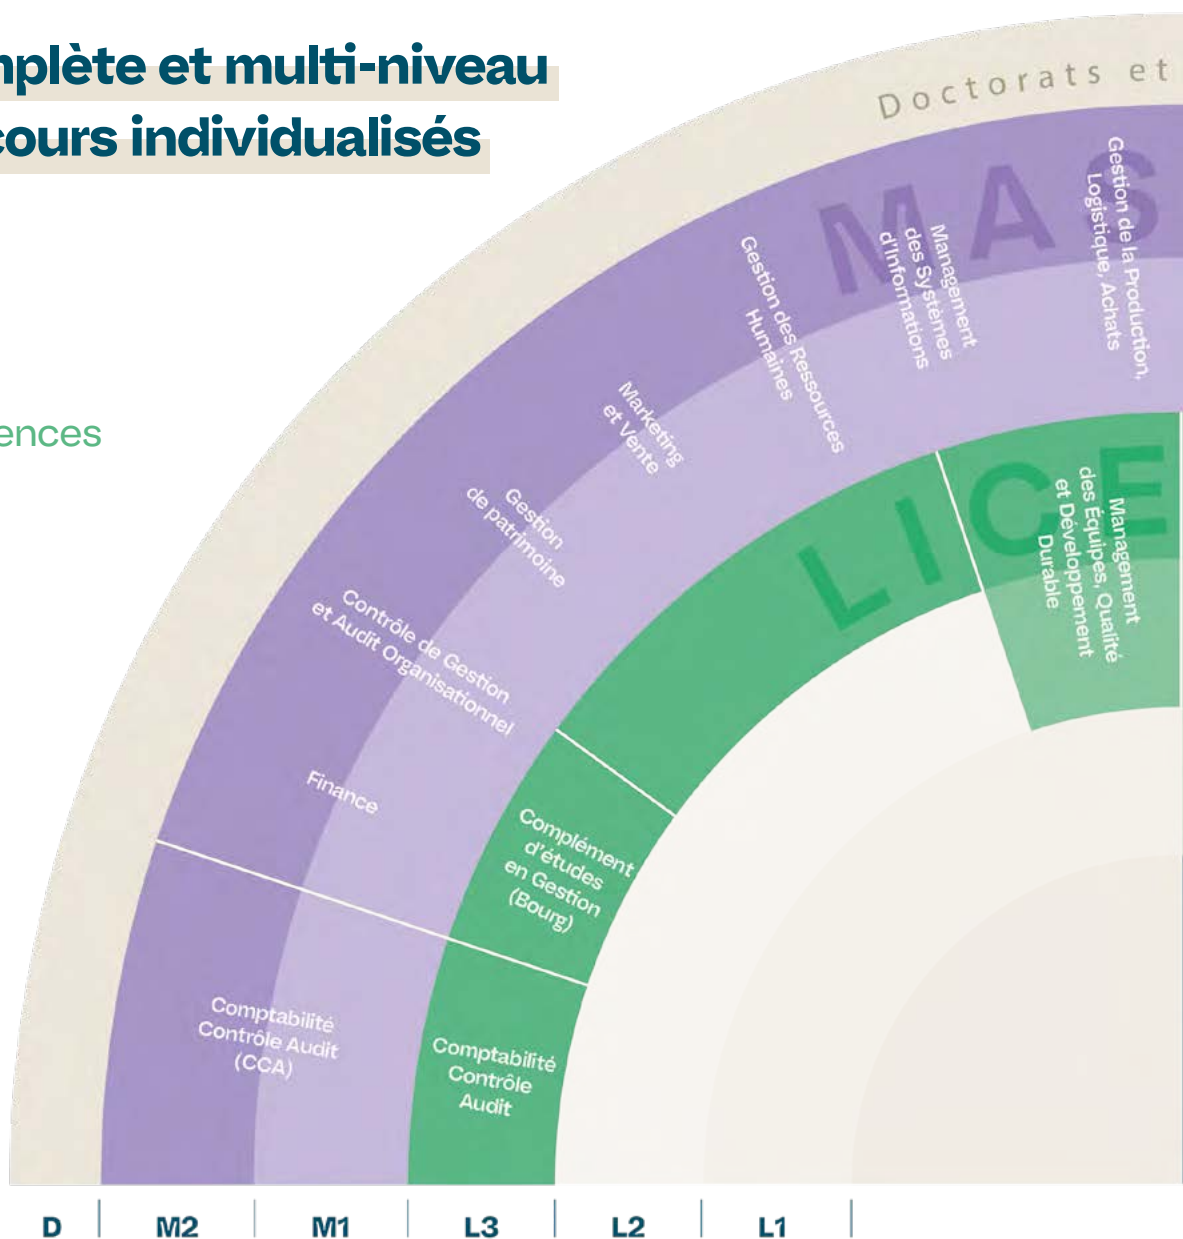 nplète et multi-niveau
cours individualisés
ences
Doctorats et
MAS
Gestion de la Production,
Logistique, Achats
Management
des Systèmes
d'Informations
Gestion des Ressources
Humaines
Marketing
et Vente
Gestion
de patrimoine
Contrôle de Gestion
et Audit Organisationnel
Finance
Comptabilité
Contrôle Audit
(CCA)
LICE
Management
des Équipes, Qualité
et Développement
Durable
Complément
d'études
en Gestion
(Bourg)
Comptabilité
Contrôle
Audit
D M2 M1 L3 L2 L1